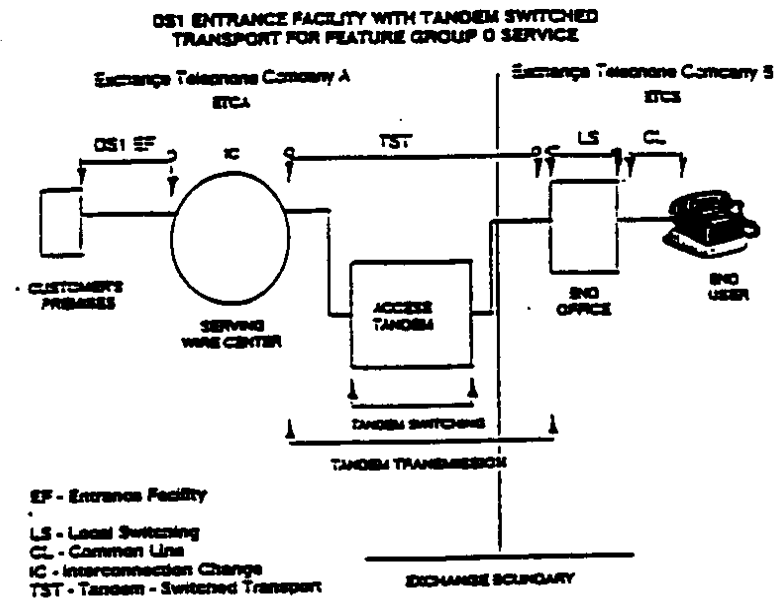 DS1 ENTRANCE FACILITY WITH TANDEM SWITCHED
TRANSPORT FOR FEATURE GROUP D SERVICE
Exchange Telephone Company A
ETCA
Exchange Telephone Company B
ETCB
DS1 EF
IC
TST
LS
CL
CUSTOMER'S
PREMISES
SERVING
WIRE CENTER
ACCESS
TANDEM
END
OFFICE
END
USER
TANDEM SWITCHING
TANDEM TRANSMISSION
EF - Entrance Facility
LS - Local Switching
CL - Common Line
IC - Interconnection Charge
TST - Tandem - Switched Transport
EXCHANGE BOUNDARY